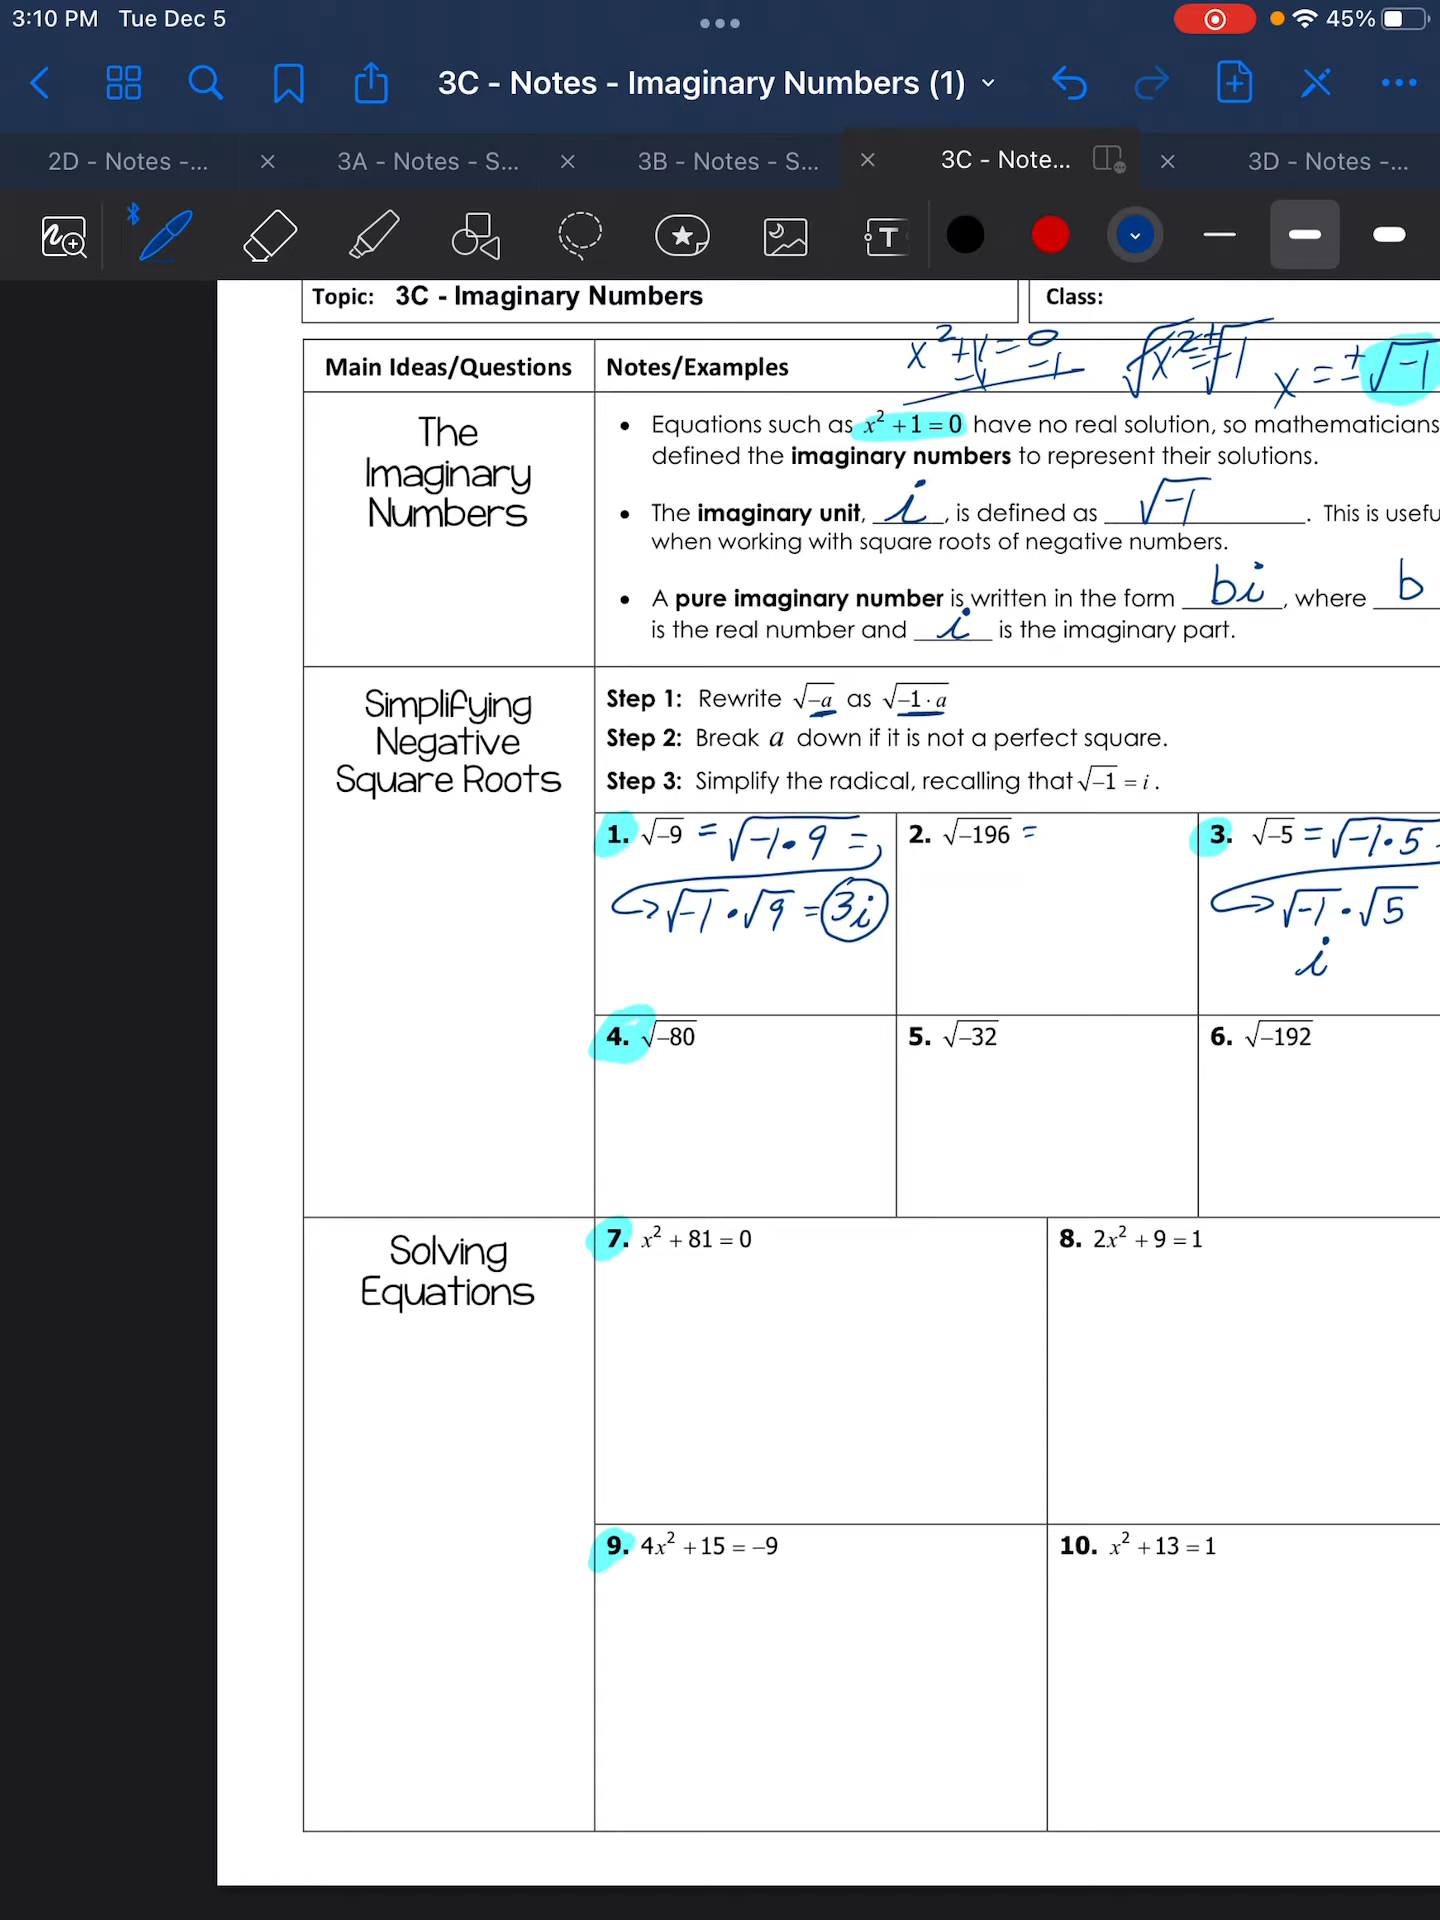 3:10 PM Tue Dec 5
45%
3C - Notes - Imaginary Numbers (1)
2D - Notes -... 3A - Notes - S... 3B - Notes - S... 3C - Note... 3D - Notes -...
T
Topic: 3C - Imaginary Numbers
Class:
Main Ideas/Questions
Notes/Examples
x² + 1 = 0
-1 -1
√x² = ±√-1
x = ±√-1
The
Imaginary
Numbers
• Equations such as x² + 1 = 0 have no real solution, so mathematicians
defined the imaginary numbers to represent their solutions.
• The imaginary unit, i, is defined as √-1. This is usefu
when working with square roots of negative numbers.
• A pure imaginary number is written in the form bi, where b
is the real number and i is the imaginary part.
Simplifying
Negative
Square Roots
Step 1: Rewrite √-a as √-1·a
Step 2: Break a down if it is not a perfect square.
Step 3: Simplify the radical, recalling that √-1 = i.
1. √-9 = √-1·9 =
√-1·√9 = 3i
2. √-196 =
3. √-5 = √-1·5
√-1·√5
i
4. √-80
5. √-32
6. √-192
Solving
Equations
7. x² + 81 = 0
8. 2x² + 9 = 1
9. 4x² + 15 = -9
10. x² + 13 = 1